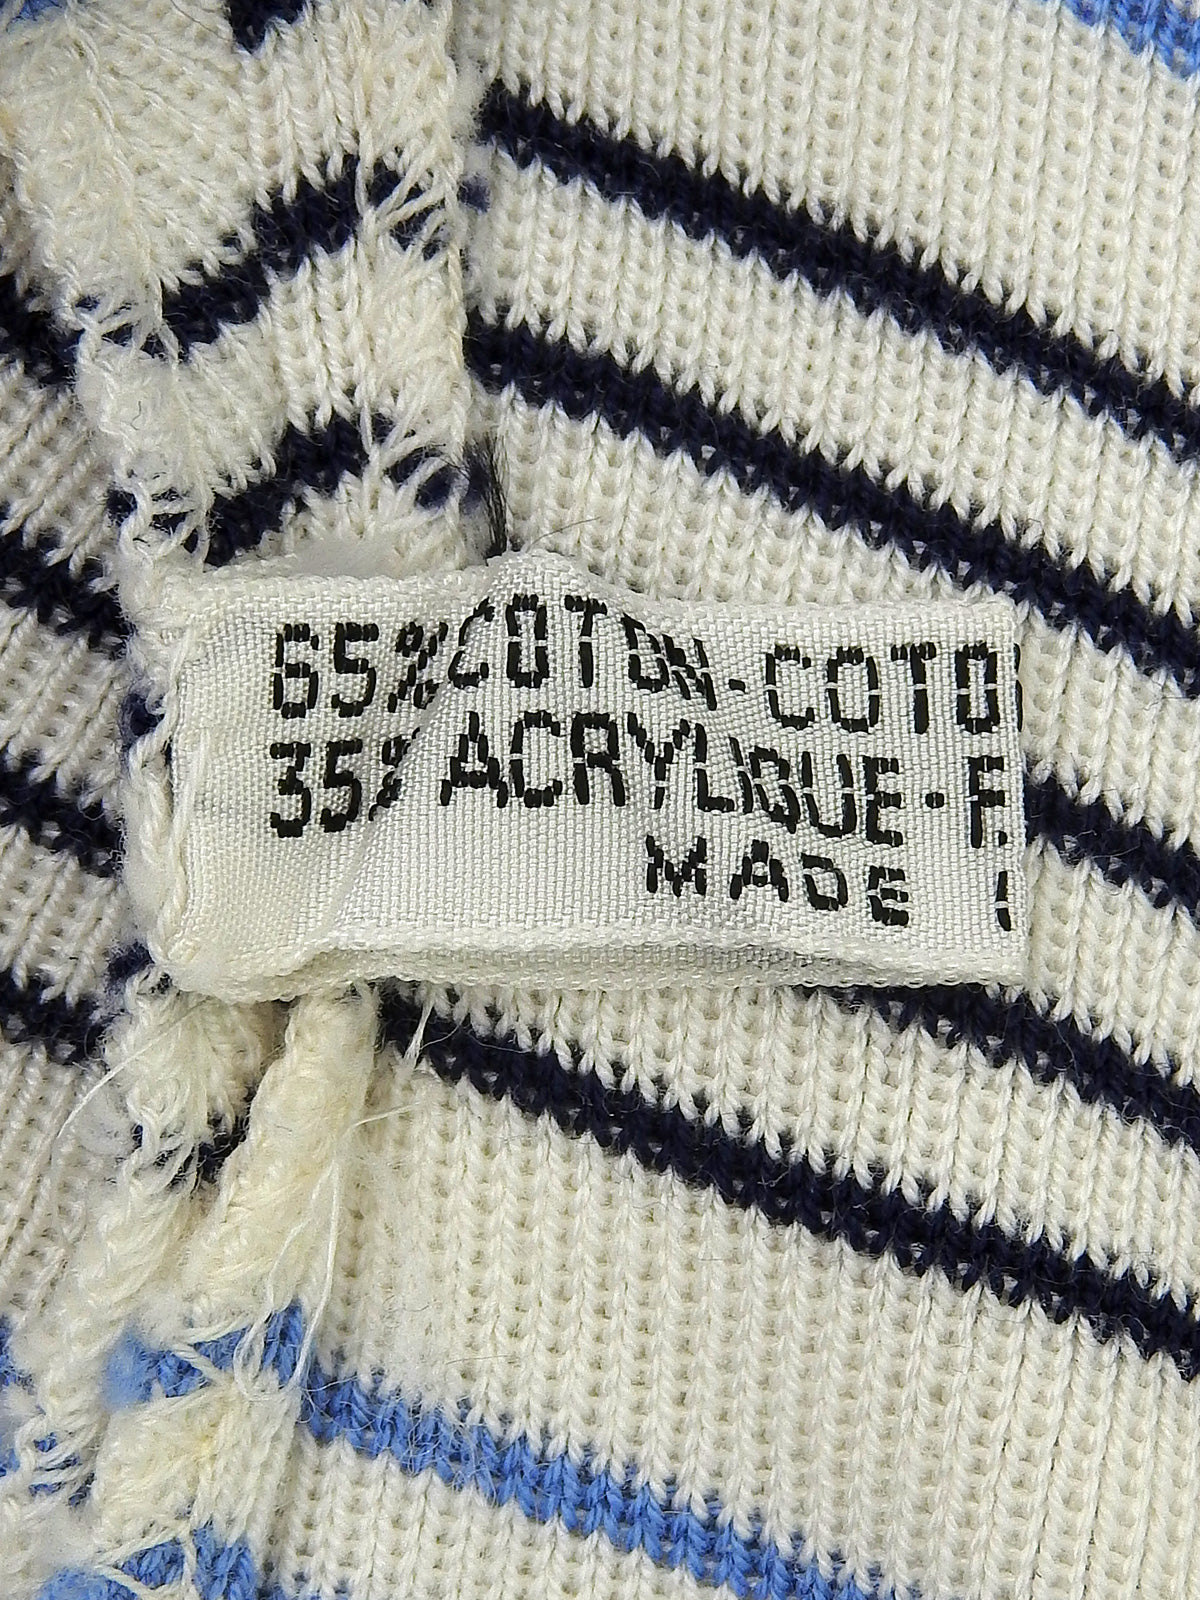 65% COTON - COTO
35% ACRYLIQUE - F.
MADE I